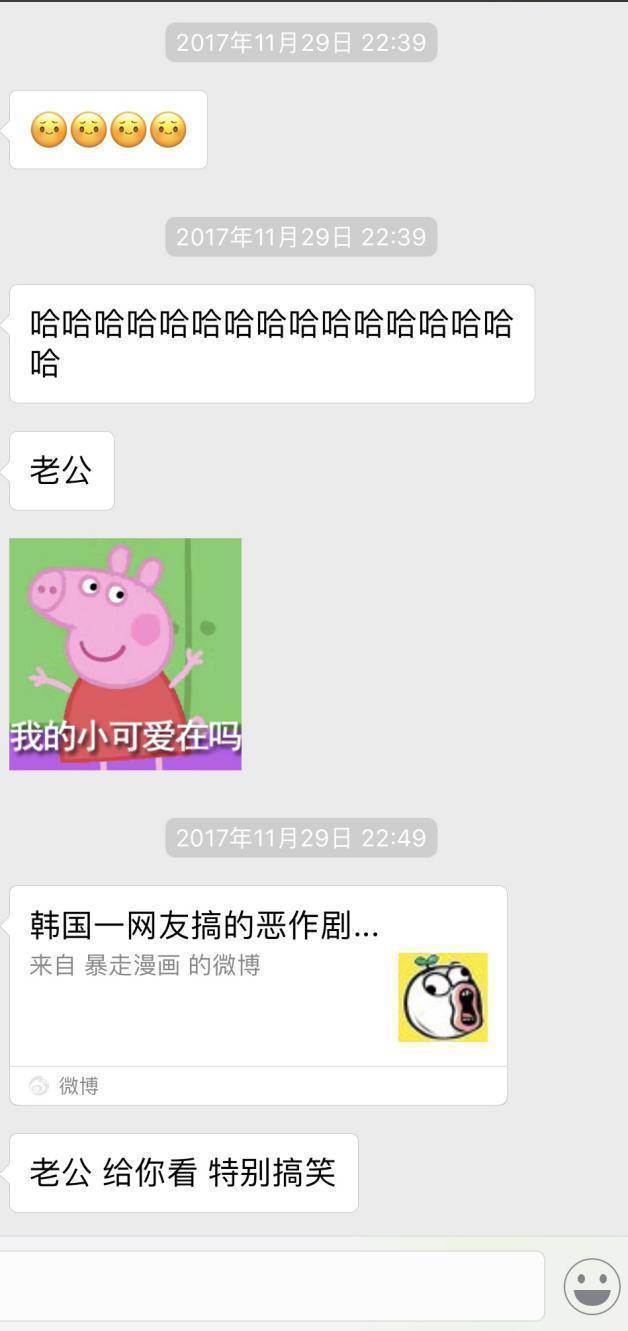 2017年11月29日 22:39
2017年11月29日 22:39
哈哈哈哈哈哈哈哈哈哈哈哈哈哈哈
哈
老公
我的小可爱在吗
2017年11月29日 22:49
韩国一网友搞的恶作剧...
来自 暴走漫画 的微博
微博
老公 给你看 特别搞笑